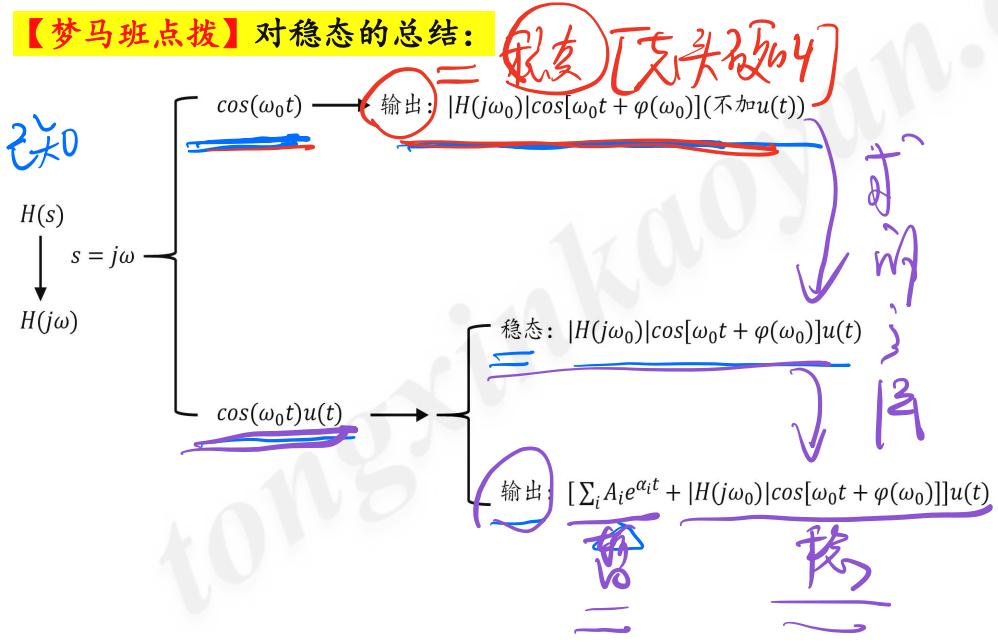 【梦马班点拨】对稳态的总结：
= 稳态
cos(ω₀t) → 输出：|H(jω₀)|cos[ω₀t + φ(ω₀)](不加u(t))
已知
H(s)
s = jω
H(jω)
稳态：|H(jω₀)|cos[ω₀t + φ(ω₀)]u(t)
cos(ω₀t)u(t) →
输出：[∑ᵢ Aᵢe^{αᵢt} + |H(jω₀)|cos[ω₀t + φ(ω₀)]]u(t)
暂 稳
tongxinkaoyan.